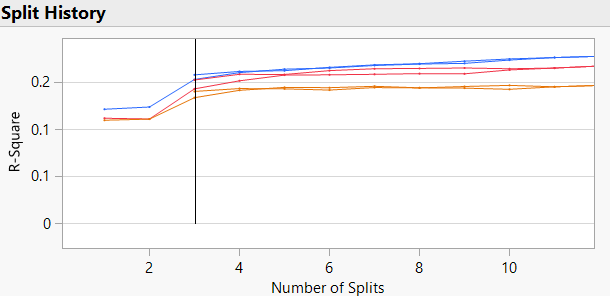 Split History
R-Square
0.2
0.1
0.1
0
2 4 6 8 10
Number of Splits